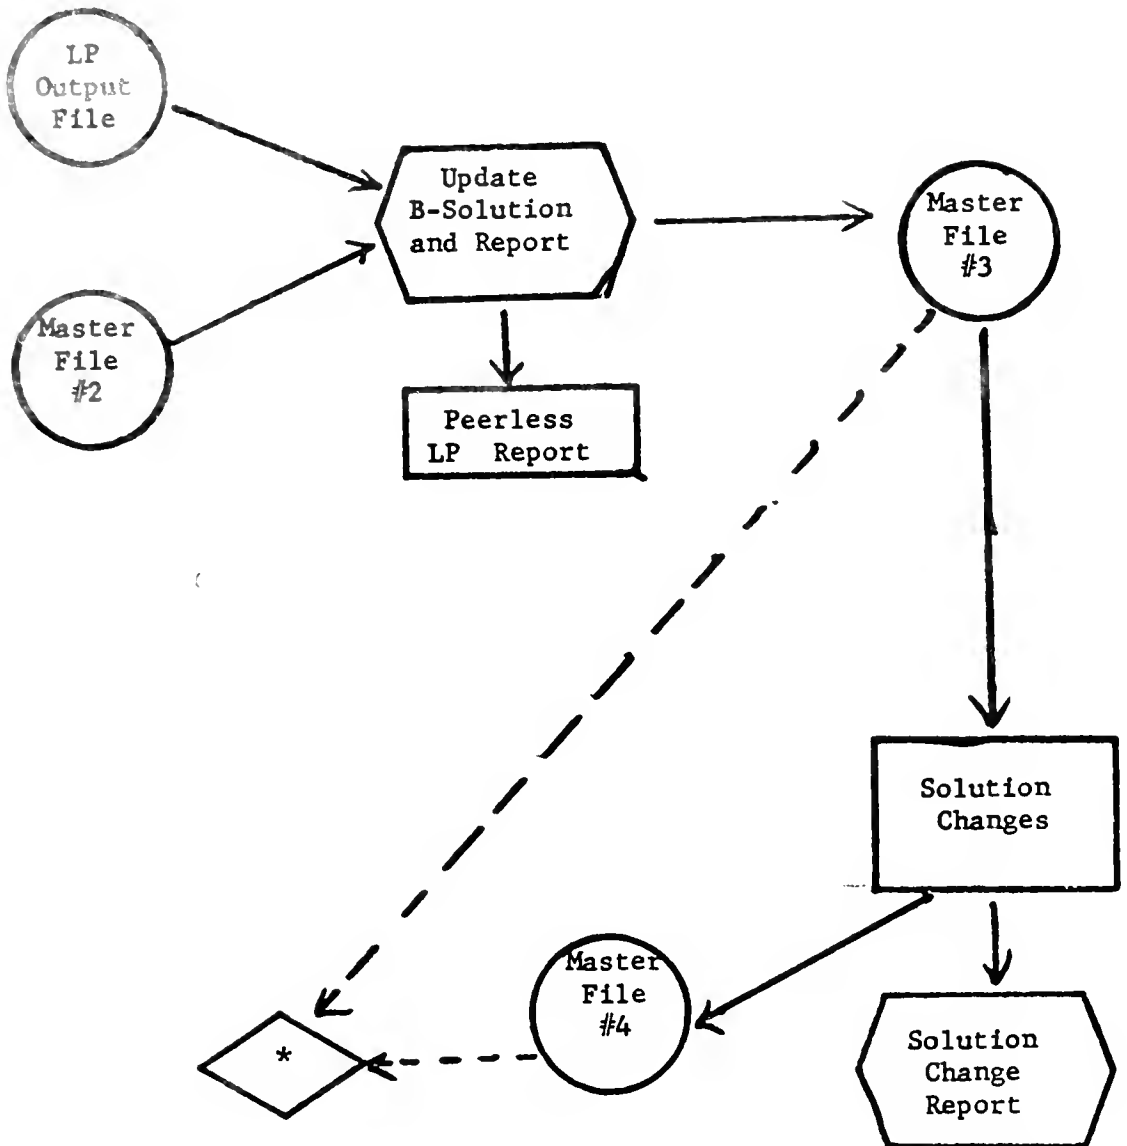 LP
Output
File
Update
B-Solution
and Report
Master
File
#3
Master
File
#2
Peerless
LP Report
Solution
Changes
Master
File
#4
*
Solution
Change
Report